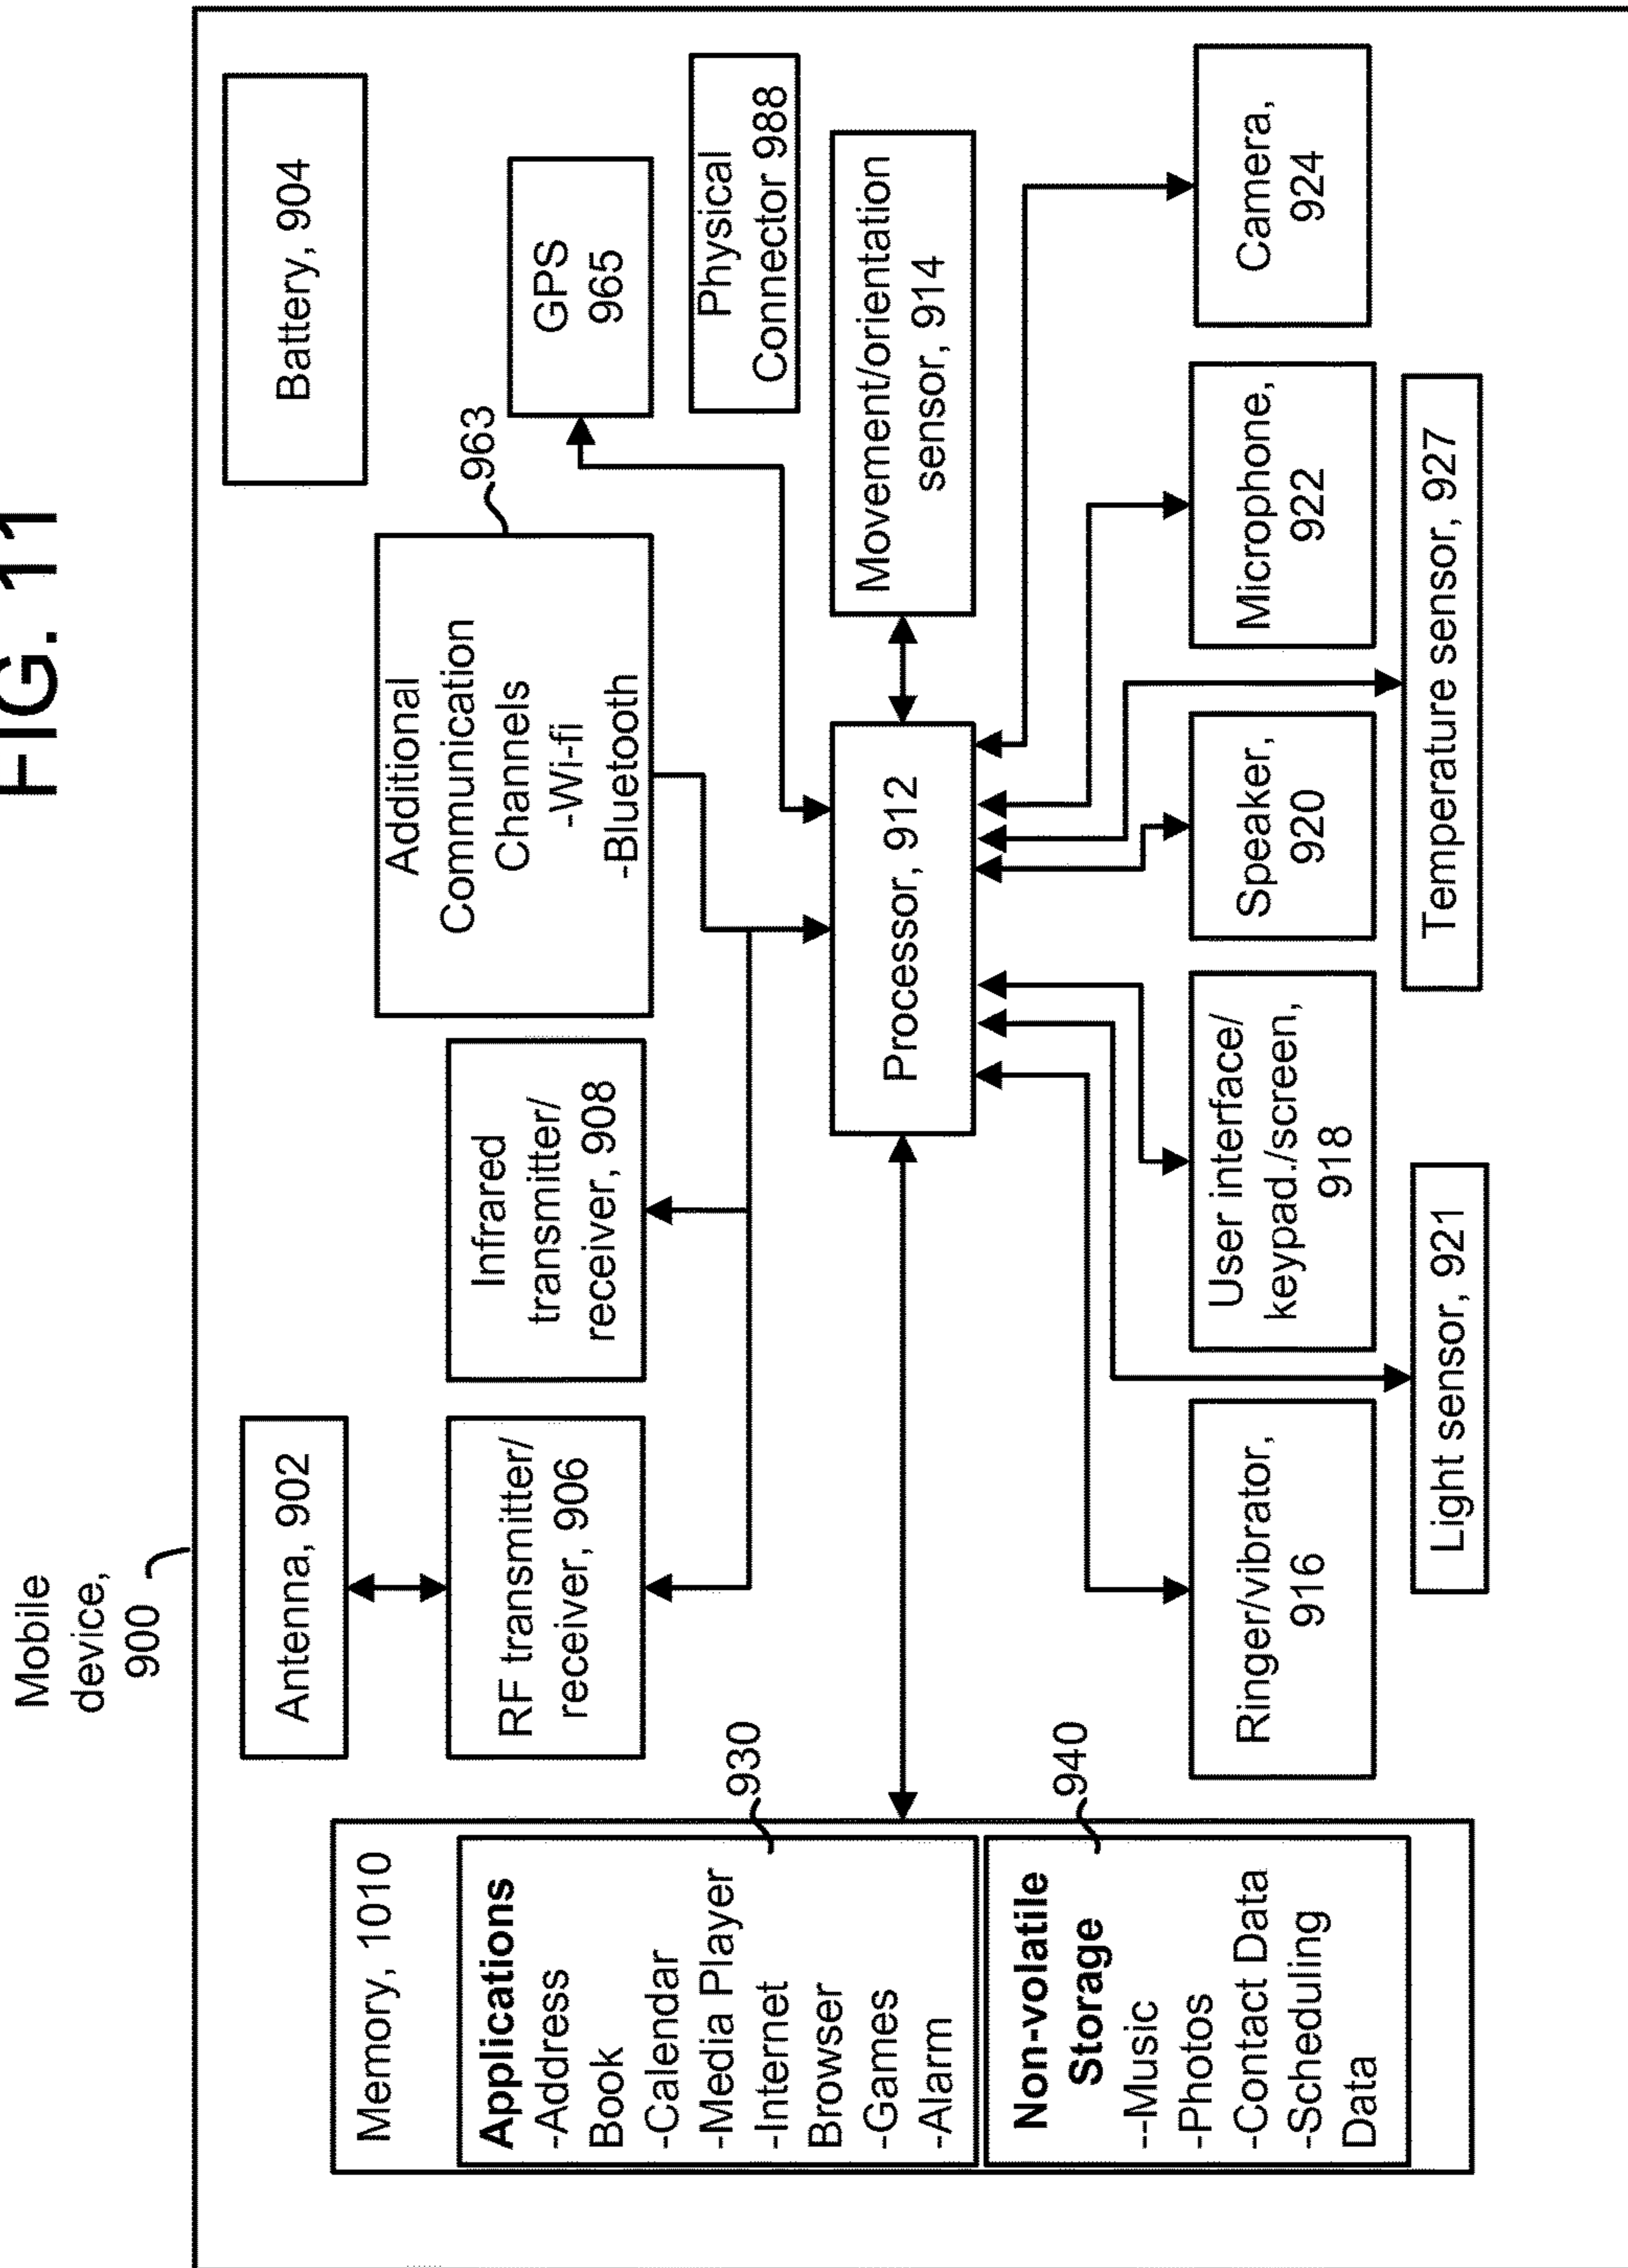 FIG. 11
Mobile
device,
900
Battery, 904
Antenna, 902
Additional
Communication
Channels
-Wi-fi
-Bluetooth
963
GPS
965
Infrared
transmitter/
receiver, 908
RF transmitter/
receiver, 906
Physical
Connector 988
Memory, 1010
Applications
-Address
Book
-Calendar
-Media Player
-Internet
Browser
-Games
-Alarm
930
Non-volatile
Storage
--Music
-Photos
-Contact Data
-Scheduling
Data
940
Processor, 912
Movement/orientation
sensor, 914
Ringer/vibrator,
916
User interface/
keypad./screen,
918
Speaker,
920
Microphone,
922
Camera,
924
Light sensor, 921
Temperature sensor, 927